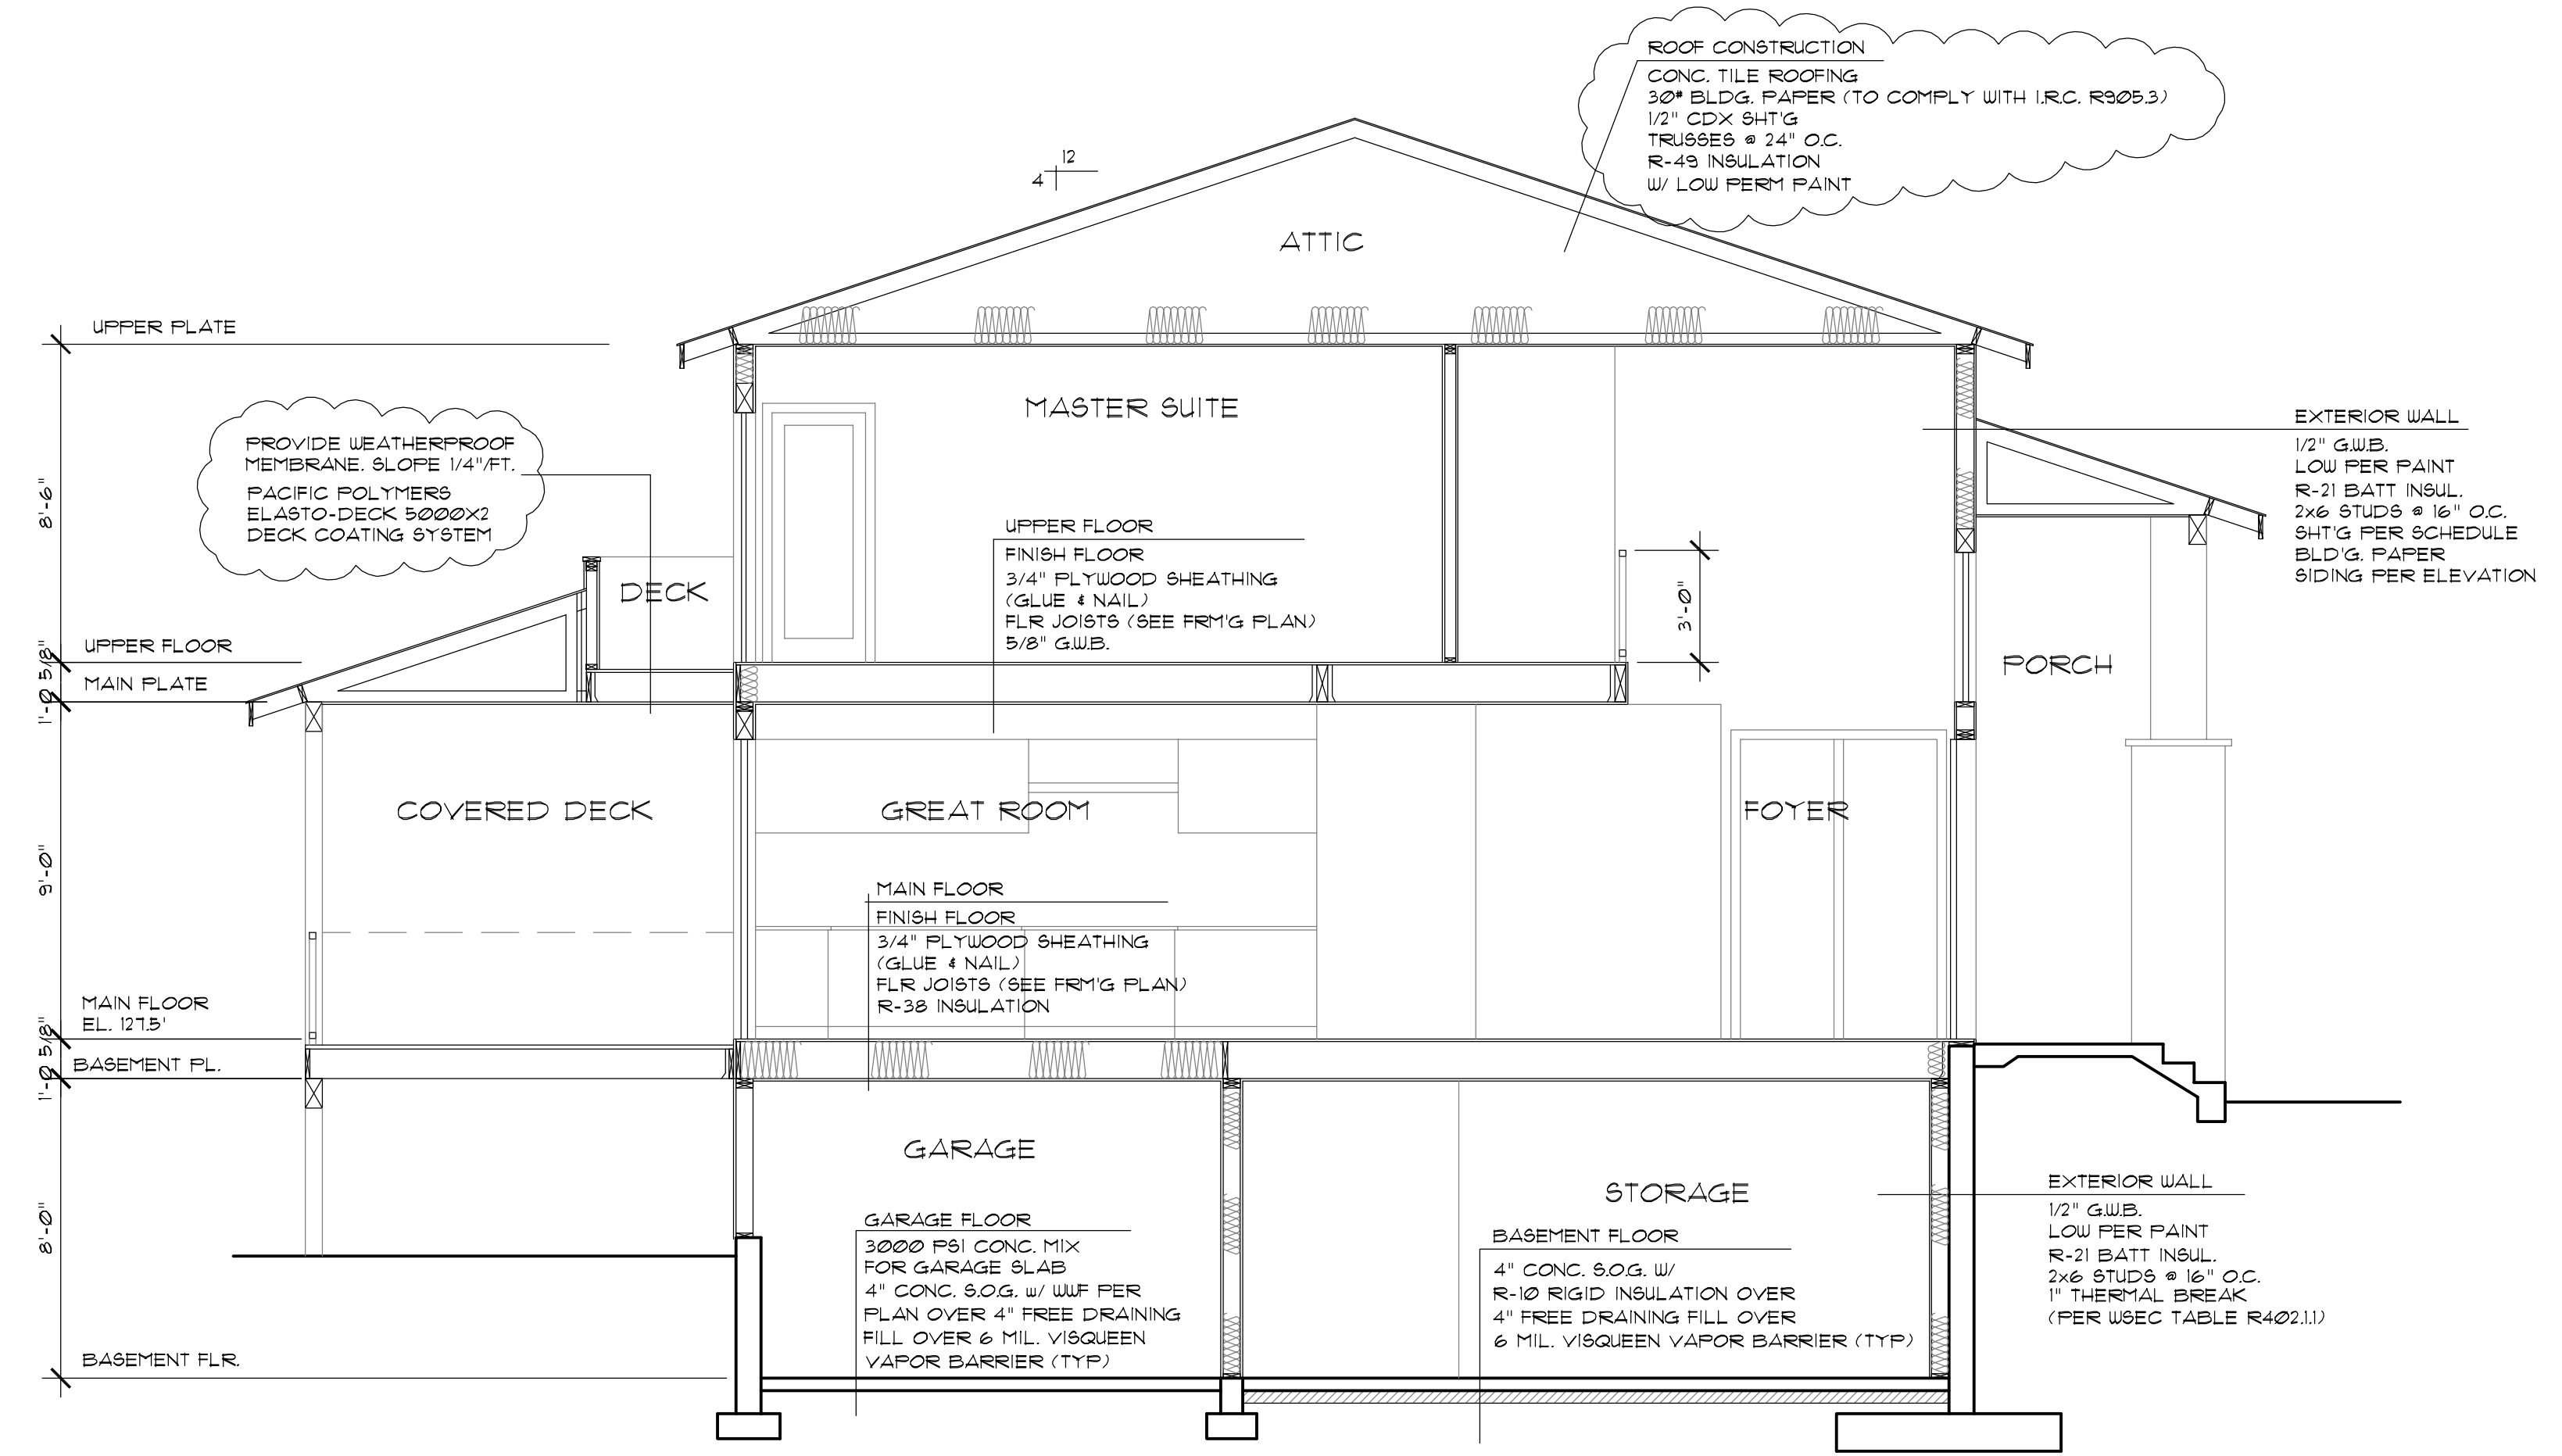 ROOF CONSTRUCTION
CONC. TILE ROOFING
30# BLDG. PAPER (TO COMPLY WITH I.R.C. R905.3)
1/2" CDX SHT'G
TRUSSES @ 24" O.C.
R-49 INSULATION
W/ LOW PERM PAINT
12
4
ATTIC
UPPER PLATE
MASTER SUITE
PROVIDE WEATHERPROOF
MEMBRANE. SLOPE 1/4"/FT.
PACIFIC POLYMERS
ELASTO-DECK 5000X2
DECK COATING SYSTEM
EXTERIOR WALL
1/2" G.W.B.
LOW PER PAINT
R-21 BATT INSUL.
2x6 STUDS @ 16" O.C.
SHT'G PER SCHEDULE
BLD'G. PAPER
SIDING PER ELEVATION
8'-6"
UPPER FLOOR
FINISH FLOOR
3/4" PLYWOOD SHEATHING
(GLUE & NAIL)
FLR JOISTS (SEE FRM'G PLAN)
5/8" G.W.B.
DECK
3'-0"
UPPER FLOOR
1'-0 5/8"
MAIN PLATE
PORCH
COVERED DECK
GREAT ROOM
FOYER
9'-0"
MAIN FLOOR
FINISH FLOOR
3/4" PLYWOOD SHEATHING
(GLUE & NAIL)
FLR JOISTS (SEE FRM'G PLAN)
R-38 INSULATION
MAIN FLOOR
EL. 127.5'
1'-0 5/8"
BASEMENT PL.
GARAGE
STORAGE
8'-0"
GARAGE FLOOR
3000 PSI CONC. MIX
FOR GARAGE SLAB
4" CONC. S.O.G. w/ WWF PER
PLAN OVER 4" FREE DRAINING
FILL OVER 6 MIL. VISQUEEN
VAPOR BARRIER (TYP)
BASEMENT FLOOR
4" CONC. S.O.G. W/
R-10 RIGID INSULATION OVER
4" FREE DRAINING FILL OVER
6 MIL. VISQUEEN VAPOR BARRIER (TYP)
EXTERIOR WALL
1/2" G.W.B.
LOW PER PAINT
R-21 BATT INSUL.
2x6 STUDS @ 16" O.C.
1" THERMAL BREAK
(PER WSEC TABLE R402.1.1)
BASEMENT FLR.